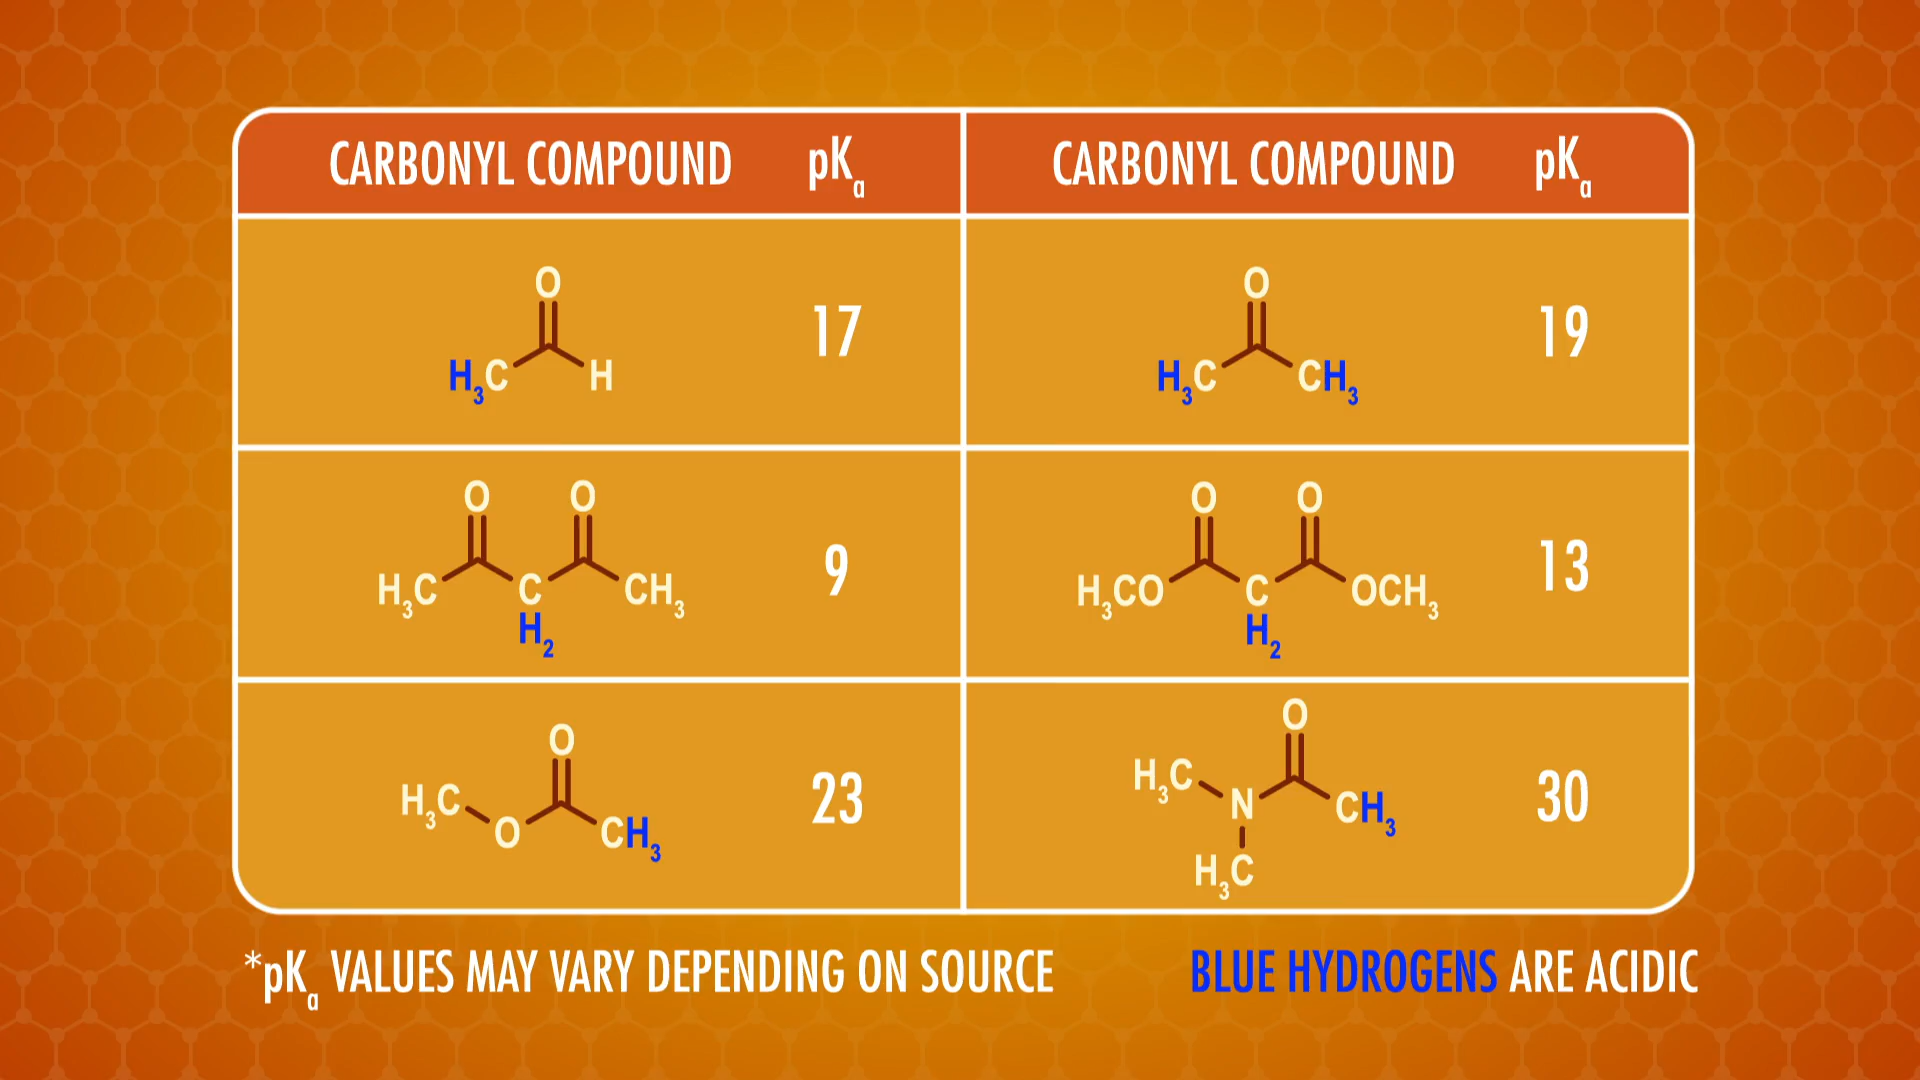 CARBONYL COMPOUND pKa CARBONYL COMPOUND pKa
O
H3C H
17
O
H3C CH3
19
O O
H3C C CH3
H2
9
O O
H3CO C OCH3
H2
13
O
H3C
O CH3
23
O
H3C
N CH3
H3C
30
*pKa VALUES MAY VARY DEPENDING ON SOURCE
BLUE HYDROGENS ARE ACIDIC